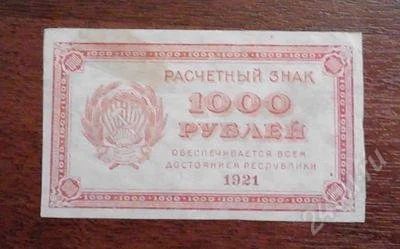 РАСЧЕТНЫЙ ЗНАК
1000
РУБЛЕЙ
ОБЕСПЕЧИВАЕТСЯ ВСЕМ
ДОСТОЯНИЕМ РЕСПУБЛИКИ
1921